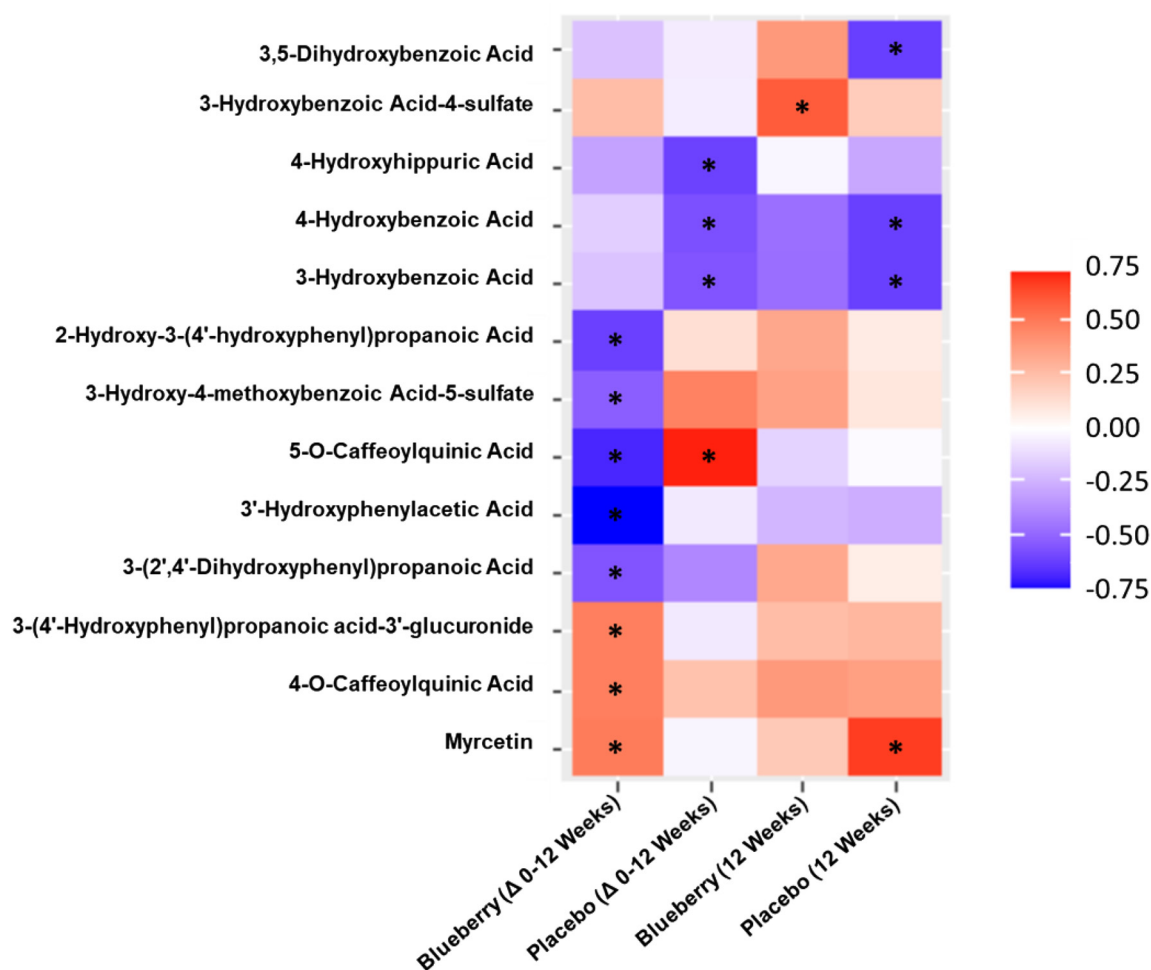 3,5-Dihydroxybenzoic Acid
*
3-Hydroxybenzoic Acid-4-sulfate
*
4-Hydroxyhippuric Acid
*
4-Hydroxybenzoic Acid
* *
3-Hydroxybenzoic Acid
* *
2-Hydroxy-3-(4'-hydroxyphenyl)propanoic Acid
*
3-Hydroxy-4-methoxybenzoic Acid-5-sulfate
*
5-O-Caffeoylquinic Acid
* *
3'-Hydroxyphenylacetic Acid
*
3-(2',4'-Dihydroxyphenyl)propanoic Acid
*
3-(4'-Hydroxyphenyl)propanoic acid-3'-glucuronide
*
4-O-Caffeoylquinic Acid
*
Myrcetin
* *
Blueberry (Δ 0-12 Weeks)
Placebo (Δ 0-12 Weeks)
Blueberry (12 Weeks)
Placebo (12 Weeks)
0.75
0.50
0.25
0.00
-0.25
-0.50
-0.75